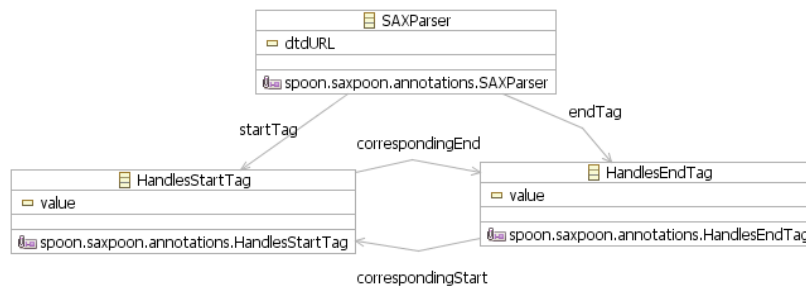 SAXParser
dtdURL
spoon.saxpoon.annotations.SAXParser
startTag
endTag
correspondingEnd
HandlesStartTag
value
spoon.saxpoon.annotations.HandlesStartTag
HandlesEndTag
value
spoon.saxpoon.annotations.HandlesEndTag
correspondingStart